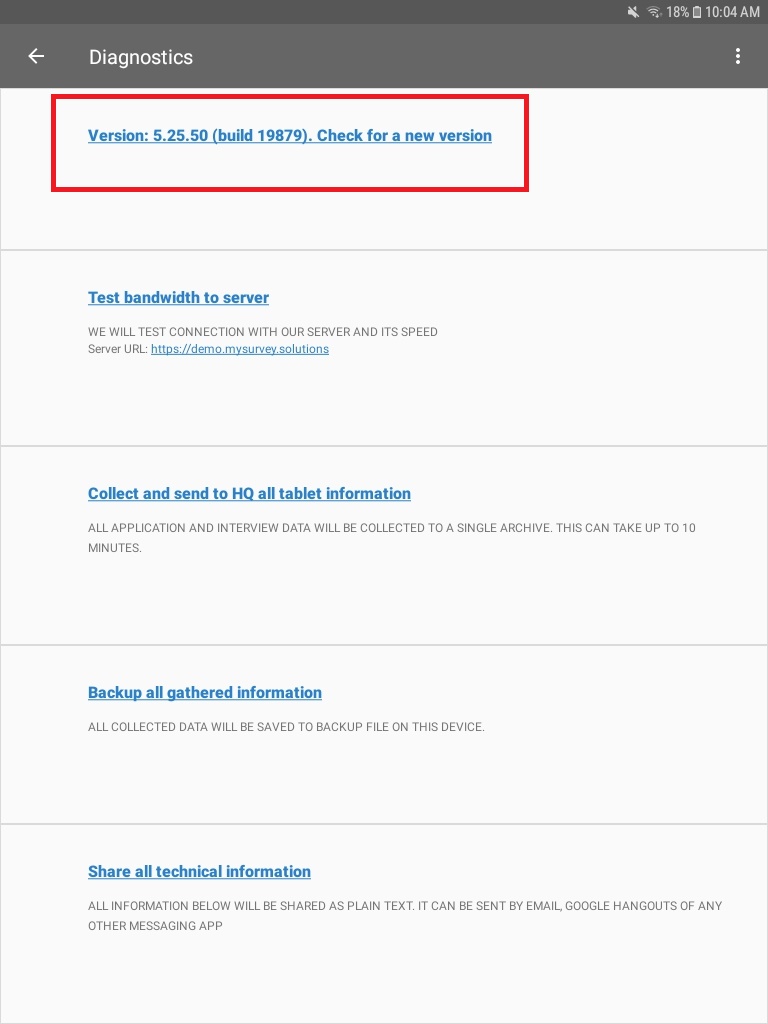 18% 10:04 AM
Diagnostics
Version: 5.25.50 (build 19879). Check for a new version
Test bandwidth to server
WE WILL TEST CONNECTION WITH OUR SERVER AND ITS SPEED
Server URL: https://demo.mysurvey.solutions
Collect and send to HQ all tablet information
ALL APPLICATION AND INTERVIEW DATA WILL BE COLLECTED TO A SINGLE ARCHIVE. THIS CAN TAKE UP TO 10
MINUTES.
Backup all gathered information
ALL COLLECTED DATA WILL BE SAVED TO BACKUP FILE ON THIS DEVICE.
Share all technical information
ALL INFORMATION BELOW WILL BE SHARED AS PLAIN TEXT. IT CAN BE SENT BY EMAIL, GOOGLE HANGOUTS OF ANY
OTHER MESSAGING APP